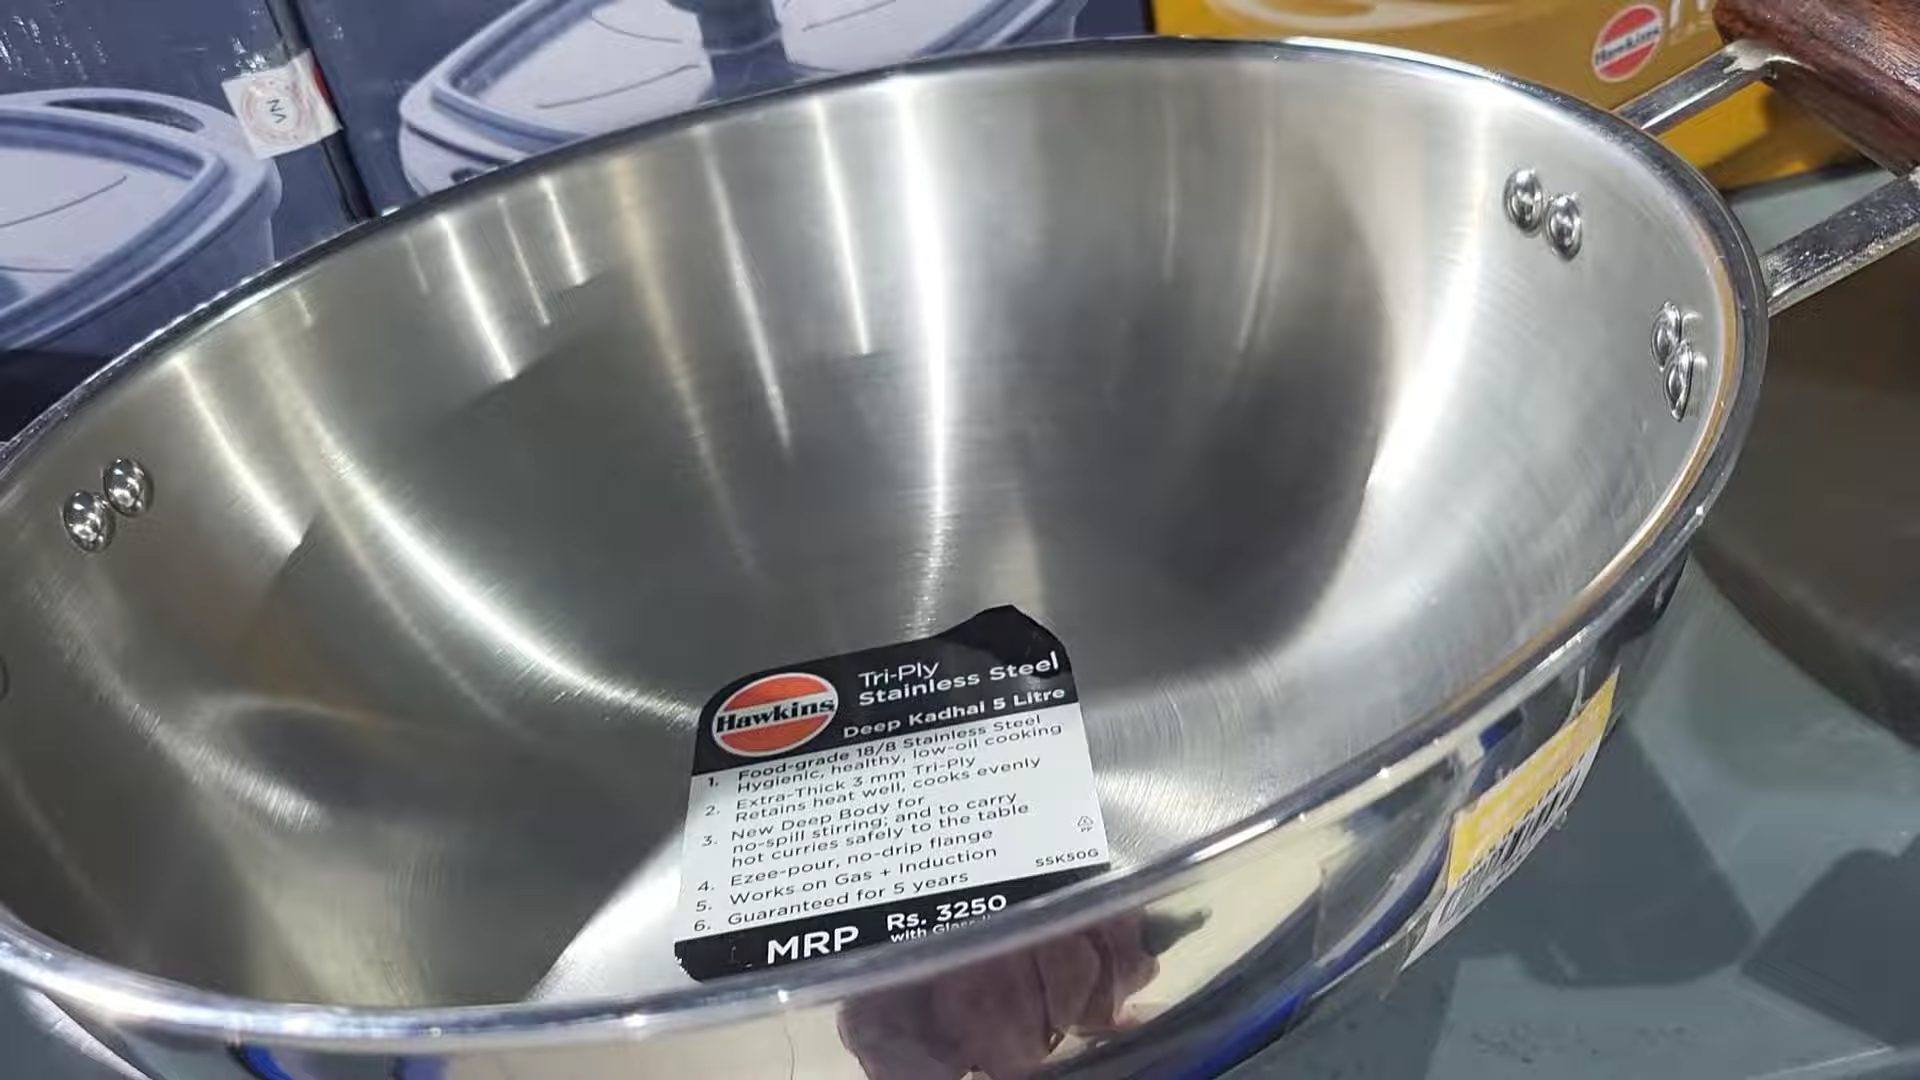 Hawkins
VN
Hawkins
Tri-Ply
Stainless Steel
Deep Kadhai 5 Litre
1. Food-grade 18/8 Stainless Steel
Hygienic, healthy, low-oil cooking
2. Extra-Thick 3 mm Tri-Ply
Retains heat well, cooks evenly
3. New Deep Body for
no-spill stirring; and to carry
hot curries safely to the table
4. Ezee-pour, no-drip flange
5. Works on Gas + Induction
6. Guaranteed for 5 years
PP
SSK50G
MRP Rs. 3250
with